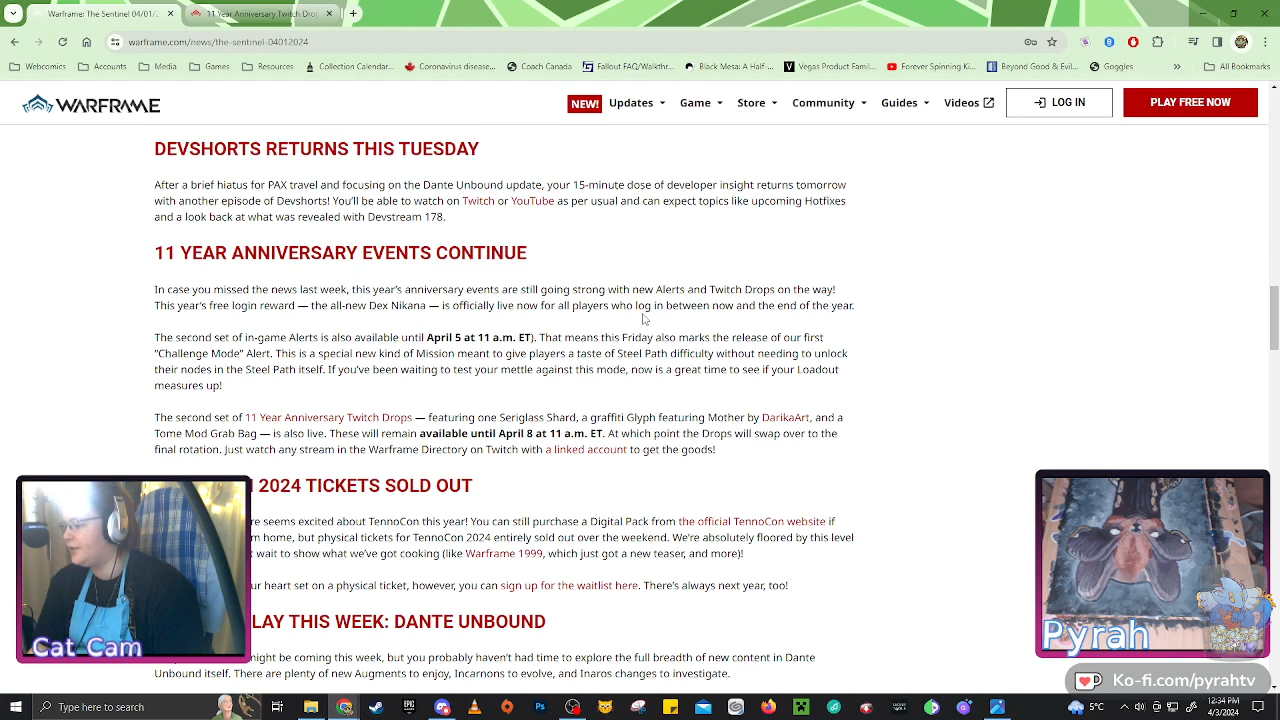 Warframe: The Sentinel 04/01/2
11 Year Anniversary: Twitch Drop
warframe.com/news/the-sentinel-04012024
Webcomics Accounts Media Games Resources Collection Calendar... Coronavirus disease... Coach Canada Fallout FAQ/Walktr... Black Mesa: A Half-... Vegas Premium Fam... Forever Spinning Ki... Beyond Good & Evil... Goggles » All Bookmarks
WARFRAME NEW! Updates Game Store Community Guides Videos LOG IN PLAY FREE NOW
DEVSHORTS RETURNS THIS TUESDAY
After a brief hiatus for PAX travel and focusing on the Dante Unbound update, your 15-minute dose of developer insight returns tomorrow
with another episode of Devshorts! You'll be able to watch on Twitch or YouTube as per usual and can expect topics like upcoming Hotfixes
and a look back at what was revealed with Devstream 178.
11 YEAR ANNIVERSARY EVENTS CONTINUE
In case you missed the news last week, this year's anniversary events are still going strong with new Alerts and Twitch Drops on the way!
This year's free login reward — the all-new Dex Nikana — is officially live now for all players who log in between now and the end of the year.
The second set of in-game Alerts is also available until April 5 at 11 a.m. ET). That means this Friday also marks the release of our first
"Challenge Mode" Alert. This is a special new kind of Mission meant to give players a taste of Steel Path difficulty without needing to unlock
their nodes in the Steel Path itself. If you've been waiting to test your mettle against this mode, now is a great time to see if your Loadout
measures up!
The second set of 11 Year Anniversary Twitch Drops — featuring one Seriglass Shard, a graffiti Glyph featuring Mother by DarikaArt, and a
Tome Mod Grab Bag — is also live. These will remain available until April 8 at 11 a.m. ET. At which point the Drops will swap over to the
final rotation. Just watch any stream in the Warframe Directory on Twitch with a linked account to get the goods!
2024 TICKETS SOLD OUT
re seems excited about TennoCon this year! You can still purchase a Digital Pack from the official TennoCon website if
m home, but physical tickets for TennoCon 2024 entirely sold out over the weekend. We're absolutely floored by this level
wait to show what we've got cooking (like Warframe 1999, which just got a new teaser, and more)!
ur heart set on a physical ticket, however, you can sign up for the waitlist here. There's always next year, too!
LAY THIS WEEK: DANTE UNBOUND
ight be coming this week, but you probably haven't had time to explore the full breadth of new content in Dante
Unbound itself. There are plenty of new Augments to enjoy, Incarnons to evolve, and Inaros changes to investigate.
Cat Cam
Pyrah
Ko-fi.com/pyrahtv
Type here to search
5°C
12:34 PM
4/3/2024